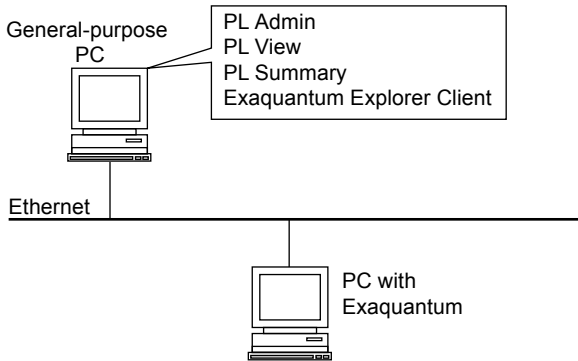 General-purpose
PC
PL Admin
PL View
PL Summary
Exaquantum Explorer Client
Ethernet
PC with
Exaquantum